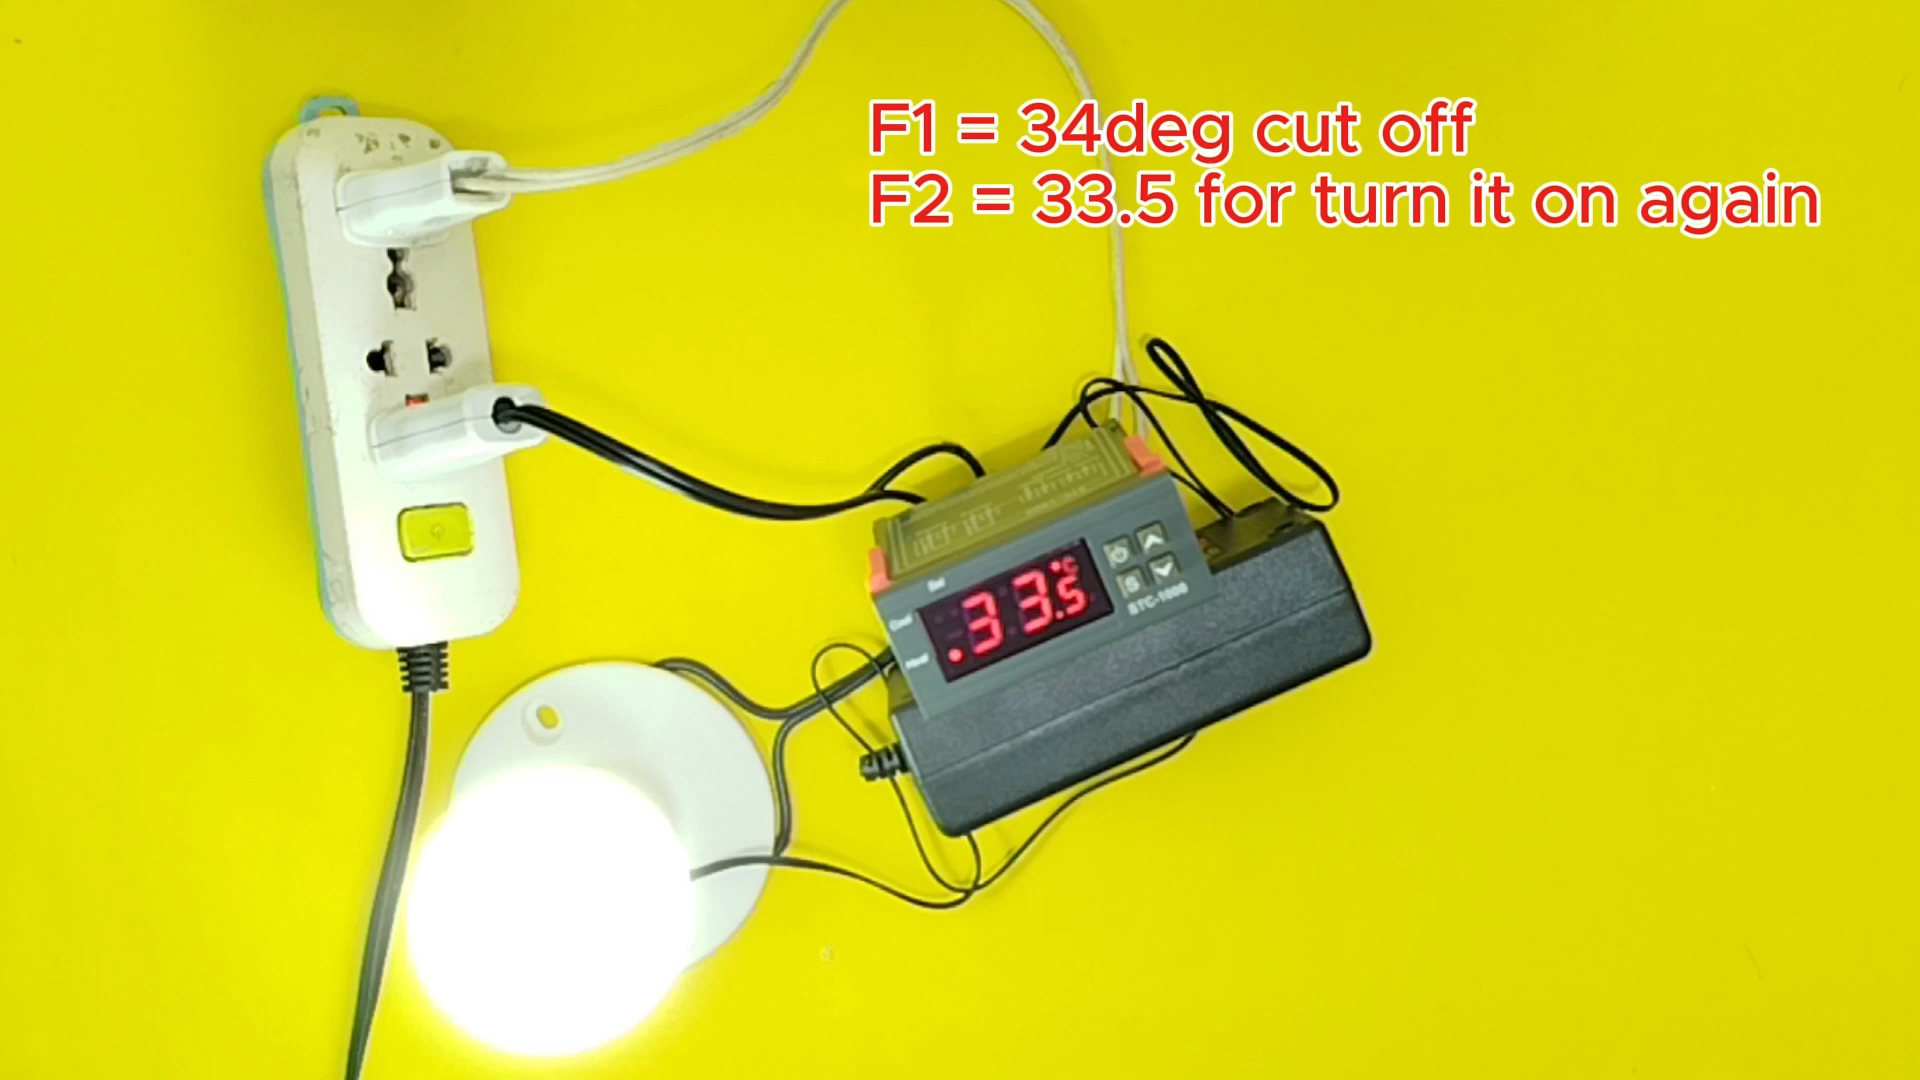 F1 = 34deg cut off
F2 = 33.5 for turn it on again
Set
Cool
Heat
33.5
°C
S
STC-1000